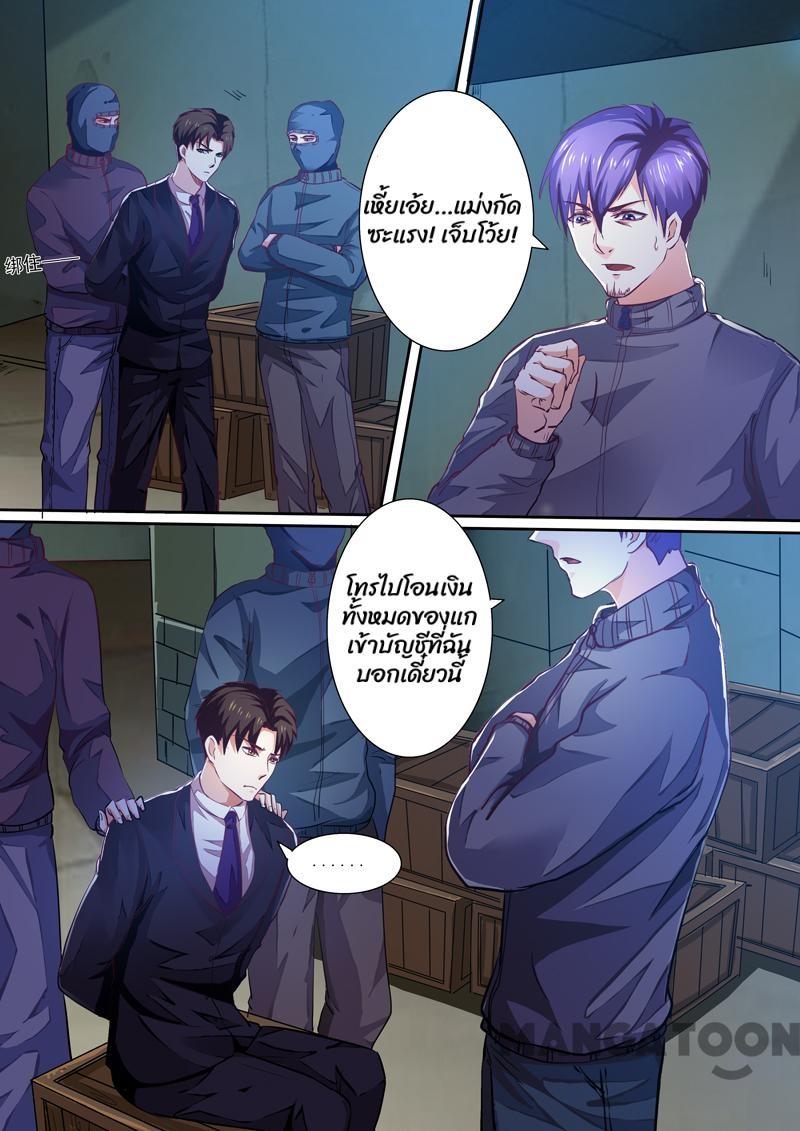 绑住——
เหี้ยเอ้ย...แม่งกัด
ซะแรง! เจ็บโว้ย!
โทรไปโอนเงิน
ทั้งหมดของแก
เข้าบัญชีที่ฉัน
บอกเดี๋ยวนี้
......
MANGATOON